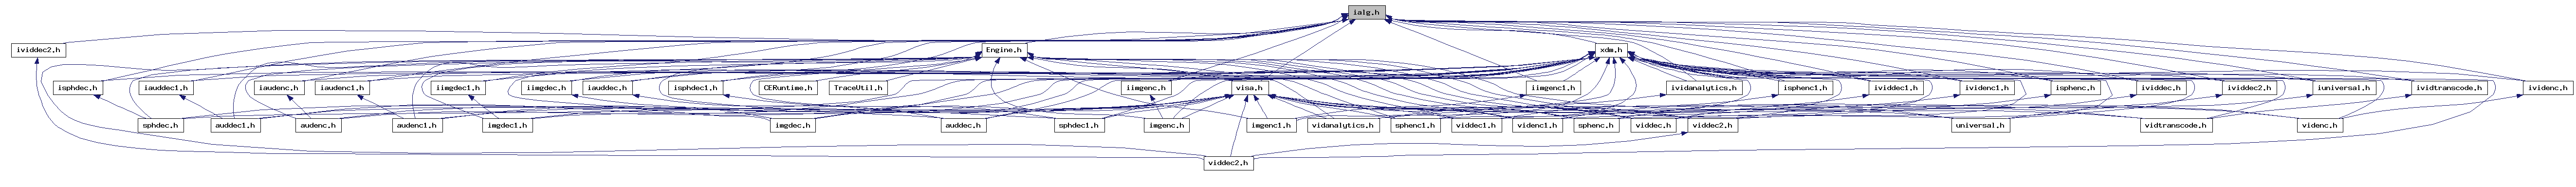 ialg.h
ividdec2.h
Engine.h
xdm.h
isphdec.h
iauddec1.h
iaudenc.h
iaudenc1.h
iimgdec1.h
iimgdec.h
iauddec.h
isphdec1.h
CERuntime.h
TraceUtil.h
iimgenc.h
visa.h
iimgenc1.h
ividanalytics.h
isphenc1.h
ividdec1.h
ividenc1.h
isphenc.h
ividdec.h
ividdec2.h
iuniversal.h
ividtranscode.h
ividenc.h
sphdec.h
auddec1.h
audenc.h
audenc1.h
imgdec1.h
imgdec.h
auddec.h
sphdec1.h
imgenc.h
imgenc1.h
vidanalytics.h
sphenc1.h
viddec1.h
videnc1.h
sphenc.h
viddec.h
viddec2.h
universal.h
vidtranscode.h
videnc.h
viddec2.h